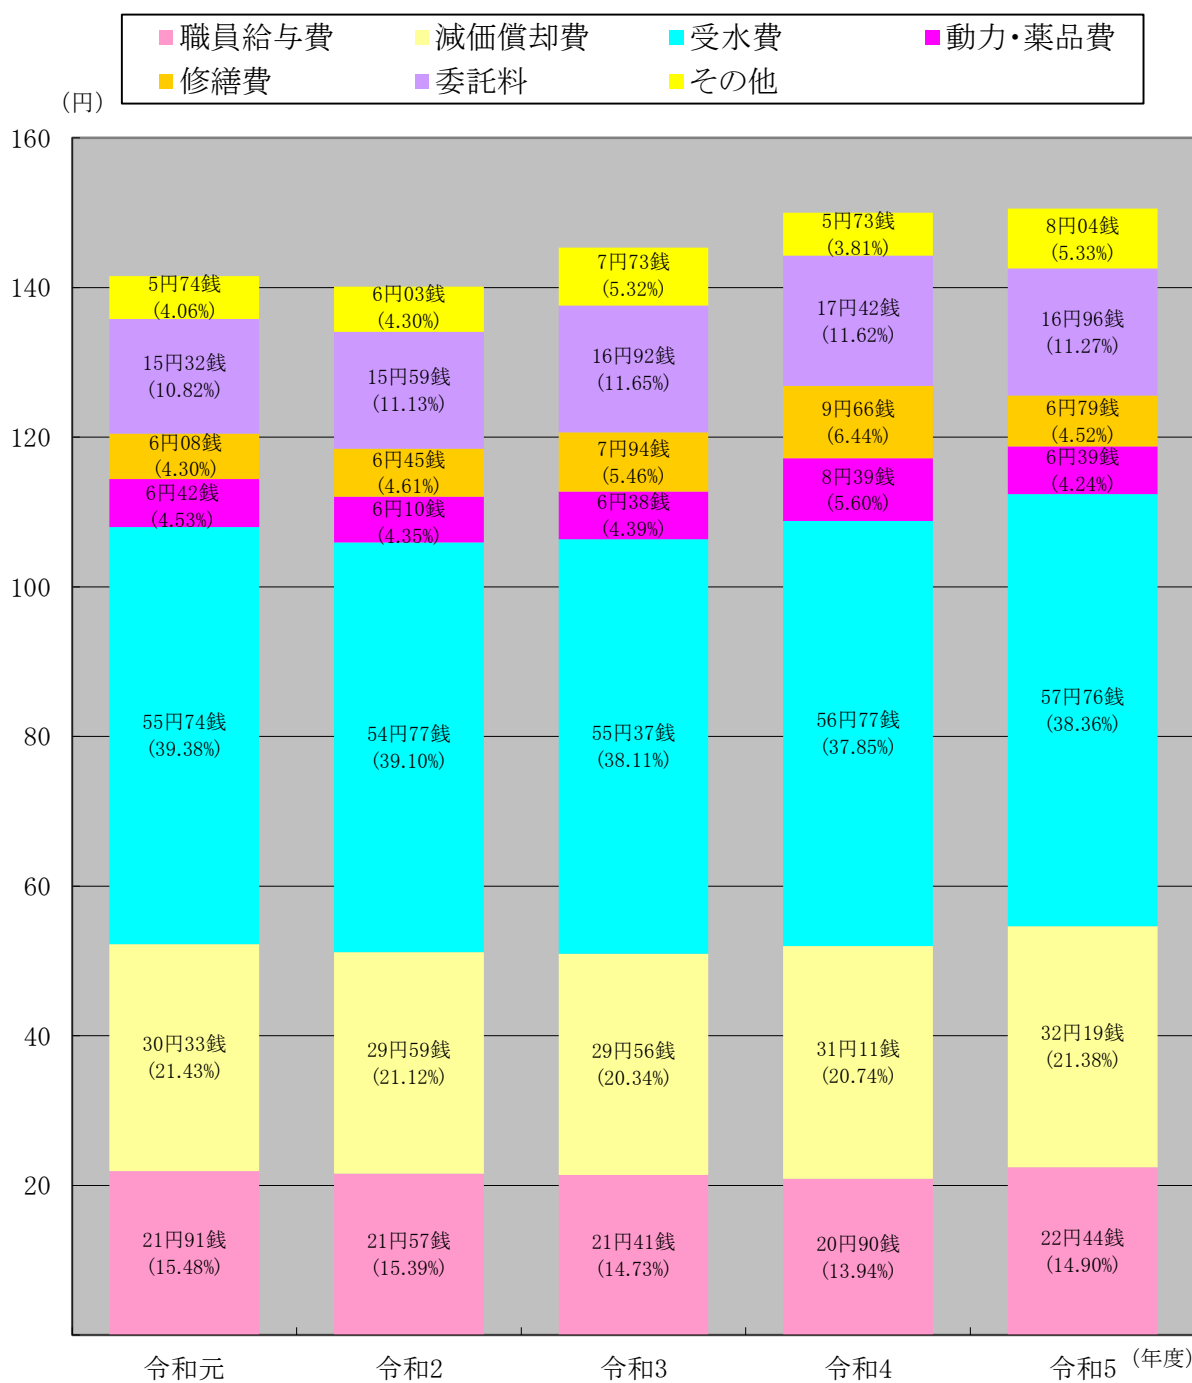 職員給与費 減価償却費 受水費 動力・薬品費
修繕費 委託料 その他
(円)
160
140
120
100
80
60
40
20
5円74銭
(4.06%)
15円32銭
(10.82%)
6円08銭
(4.30%)
6円42銭
(4.53%)
55円74銭
(39.38%)
30円33銭
(21.43%)
21円91銭
(15.48%)
6円03銭
(4.30%)
15円59銭
(11.13%)
6円45銭
(4.61%)
6円10銭
(4.35%)
54円77銭
(39.10%)
29円59銭
(21.12%)
21円57銭
(15.39%)
7円73銭
(5.32%)
16円92銭
(11.65%)
7円94銭
(5.46%)
6円38銭
(4.39%)
55円37銭
(38.11%)
29円56銭
(20.34%)
21円41銭
(14.73%)
5円73銭
(3.81%)
17円42銭
(11.62%)
9円66銭
(6.44%)
8円39銭
(5.60%)
56円77銭
(37.85%)
31円11銭
(20.74%)
20円90銭
(13.94%)
8円04銭
(5.33%)
16円96銭
(11.27%)
6円79銭
(4.52%)
6円39銭
(4.24%)
57円76銭
(38.36%)
32円19銭
(21.38%)
22円44銭
(14.90%)
令和元 令和2 令和3 令和4 令和5 (年度)